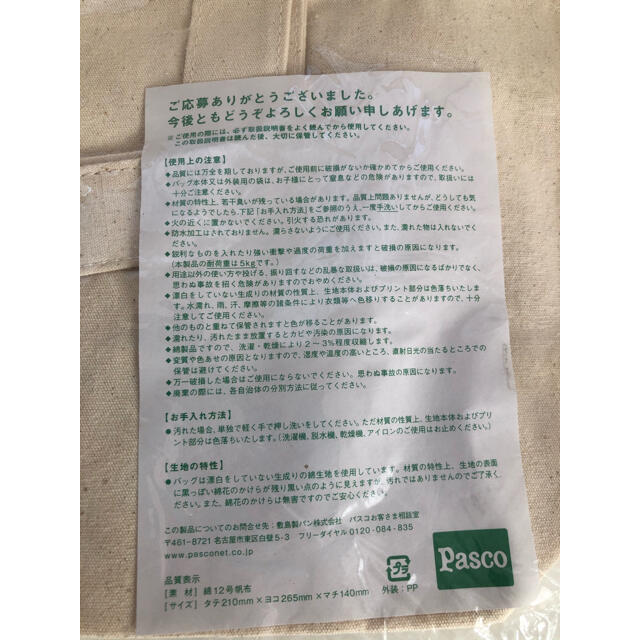 ご応募ありがとうございました。
今後ともどうぞよろしくお願い申しあげます。
※ご使用の際には、必ず取扱説明書をよく読んでから使用してください。
この取扱説明書は読んだ後、大切に保管してください。
【使用上の注意】
◆品質には万全を期しておりますが、ご使用前に破損がないか確かめてからご使用ください。
◆バッグ本体又は外装用の袋は、お子様にとって窒息などの危険がありますので、取扱いには
十分ご注意ください。
◆材料の特性上、若干臭いが残っている場合があります。品質上問題ありませんが、どうしても気
になるようでしたら、下記「お手入れ方法」をご参照のうえ、一度手洗いしてからご使用ください。
◆火の近くに置かないでください。引火する恐れがあります。
◆防水加工はされておりません。濡らさないようにご使用ください。また、濡れた物は入れないでく
ださい。
◆鋭利なものを入れたり強い衝撃や過度の荷重を加えますと破損の原因になります。
(本製品の耐荷重は5kgです。)
◆用途以外の使い方や投げる、振り回すなどの乱暴な取扱いは、破損の原因になるばかりでなく、
思わぬ事故を招く危険がありますのでおやめください。
◆漂白をしていない生成りの材質の性質上、生地本体およびプリント部分は色落ちいたしま
す。水濡れ、雨、汗、摩擦等の諸条件により衣類等へ色移りすることがありますので、十分
注意してご使用ください。
◆他のものと重ねて保管されますと色が移ることがあります。
◆濡れたり、汚れたまま放置するとカビや汚染の原因になります。
◆綿製品ですので、洗濯・乾燥により2～3%程度収縮します。
◆変質や色あせの原因となりますので、湿度や温度の高いところ、直射日光の当たるところでの
保管は避けてください。
◆万一破損した場合はご使用にならないでください。思わぬ事故の原因になります。
◆廃棄の際には、各自治体の分別方法に従ってください。
【お手入れ方法】
●汚れた場合、単独で軽く手で押し洗いをしてください。ただ材質の性質上、生地本体およびプリ
ント部分は色落ちいたします。(洗濯機、脱水機、乾燥機、アイロンのご使用はお止めください。)
【生地の特性】
●バッグは漂白をしていない生成りの綿生地を使用しています。材質の特性上、生地の表面
に黒っぽい綿花のかけらが残り黒い点のように見えますが、汚れではありませんのでご了承く
ださい。また、綿花のかけらは無害ですのでご安心ください。
この製品についてのお問合せ先：敷島製パン株式会社 パスコお客さま相談室
〒461-8721 名古屋市東区白壁5-3 フリーダイヤル0120-084-835
www.pasconet.co.jp
品質表示
[素 材] 綿12号帆布
[サイズ] タテ210mm×ヨコ265mm×マチ140mm
プラ
外装：PP
Pasco